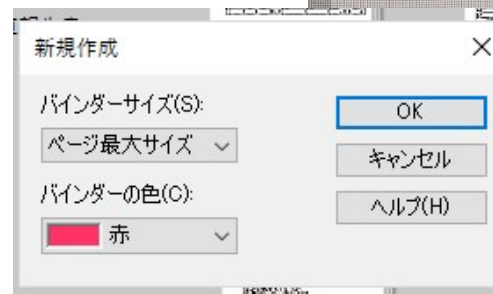 新規作成
バインダーサイズ(S):
ページ最大サイズ
バインダーの色(C):
赤
OK
キャンセル
ヘルプ(H)